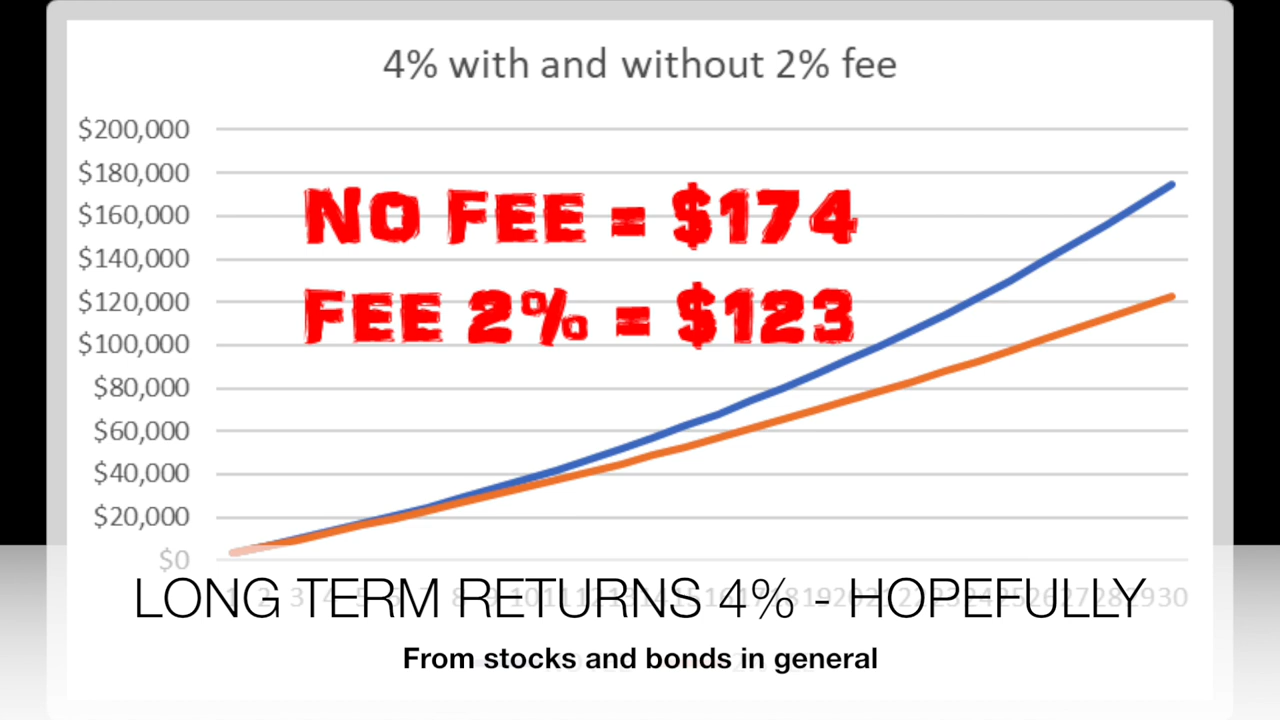 4% with and without 2% fee
$200,000
$180,000
NO FEE = $174
$160,000
$140,000
FEE 2% = $123
$120,000
$100,000
$80,000
$60,000
$40,000
$20,000
$0
LONG TERM RETURNS 4% - HOPEFULLY
From stocks and bonds in general